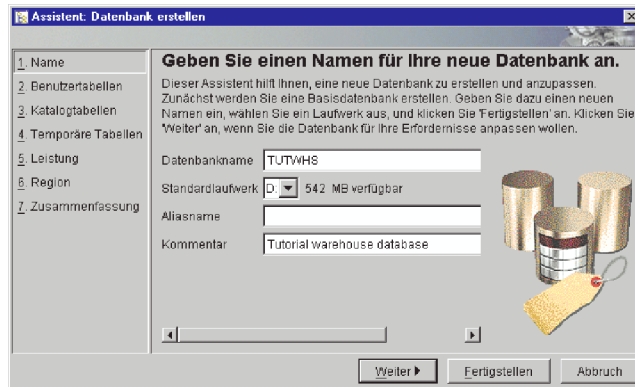 Assistent: Datenbank erstellen
1. Name
2. Benutzertabellen
3. Katalogtabellen
4. Temporäre Tabellen
5. Leistung
6. Region
7. Zusammenfassung
Geben Sie einen Namen für Ihre neue Datenbank an.
Dieser Assistent hilft Ihnen, eine neue Datenbank zu erstellen und anzupassen.
Zunächst werden Sie eine Basisdatenbank erstellen. Geben Sie dazu einen neuen
Namen ein, wählen Sie ein Laufwerk aus, und klicken Sie 'Fertigstellen' an. Klicken Sie
'Weiter' an, wenn Sie die Datenbank für Ihre Erfordernisse anpassen wollen.
Datenbankname TUTWHS
Standardlaufwerk D: 542 MB verfügbar
Aliasname
Kommentar Tutorial warehouse database
Weiter Fertigstellen Abbruch